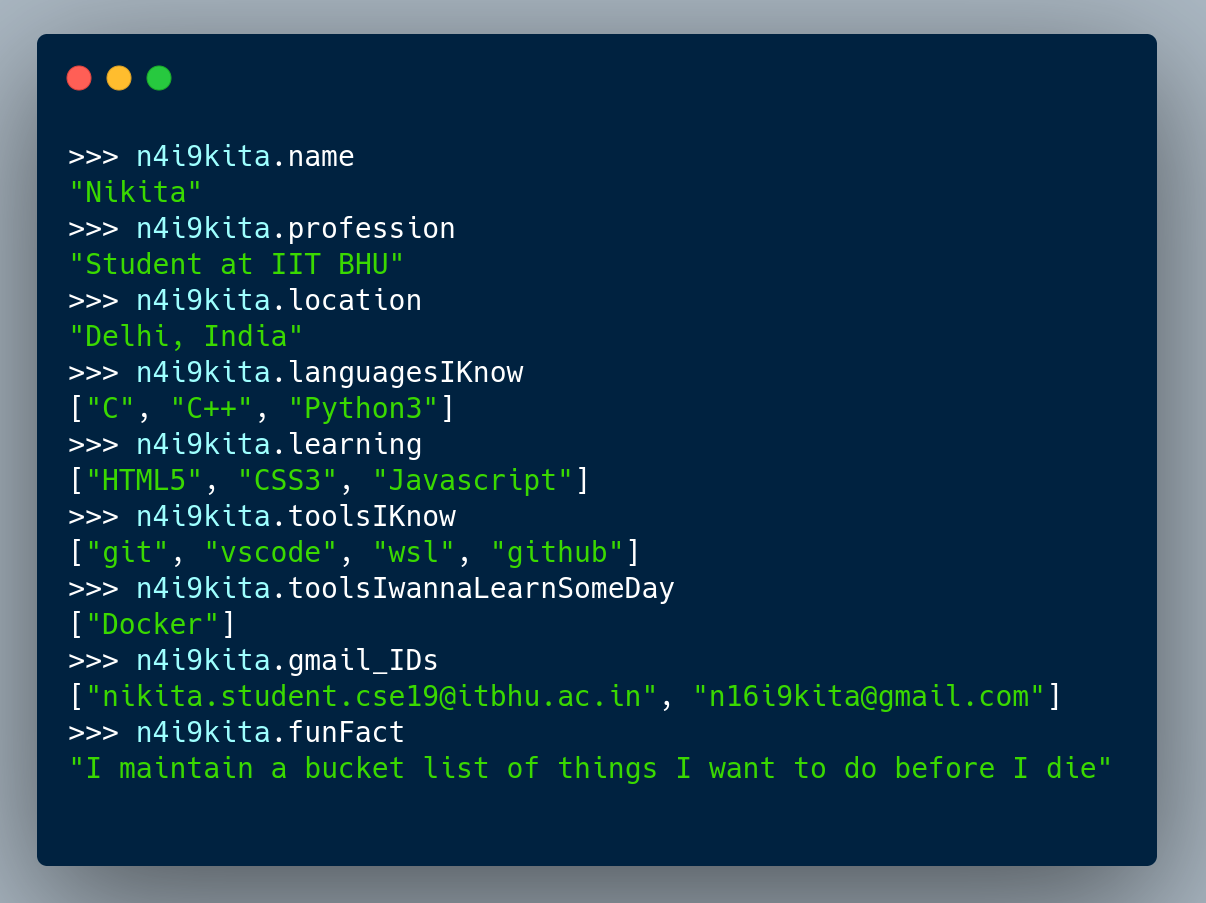 >>> n4i9kita.name
"Nikita"
>>> n4i9kita.profession
"Student at IIT BHU"
>>> n4i9kita.location
"Delhi, India"
>>> n4i9kita.languagesIKnow
["C", "C++", "Python3"]
>>> n4i9kita.learning
["HTML5", "CSS3", "Javascript"]
>>> n4i9kita.toolsIKnow
["git", "vscode", "wsl", "github"]
>>> n4i9kita.toolsIwannaLearnSomeDay
["Docker"]
>>> n4i9kita.gmail_IDs
["nikita.student.cse19@itbhu.ac.in", "n16i9kita@gmail.com"]
>>> n4i9kita.funFact
"I maintain a bucket list of things I want to do before I die"